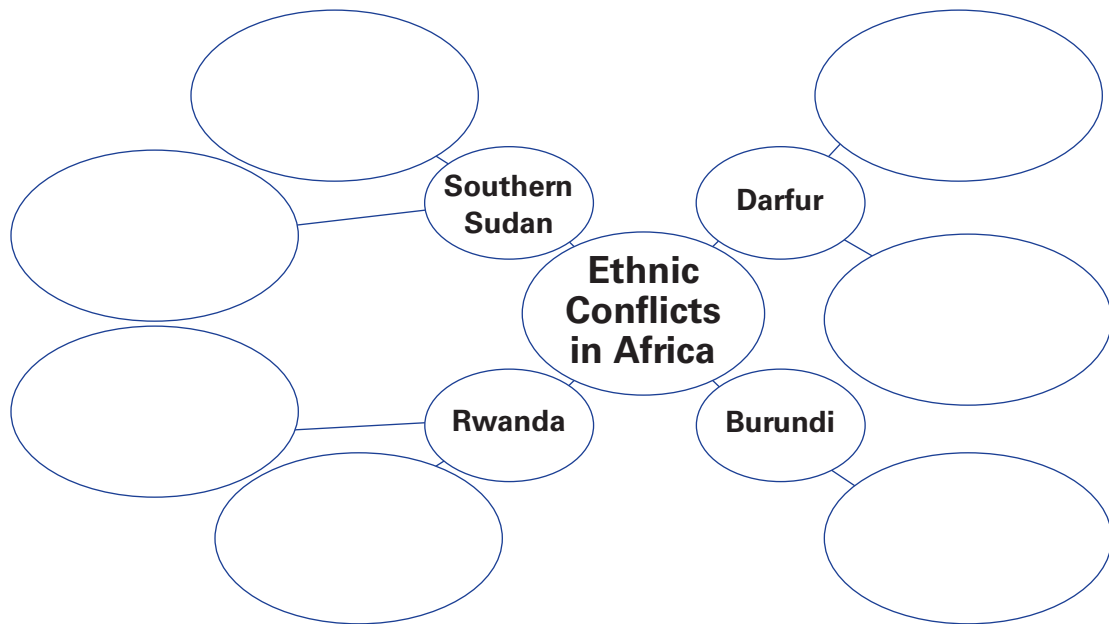 Southern
Sudan
Darfur
Ethnic
Conflicts
in Africa
Rwanda
Burundi